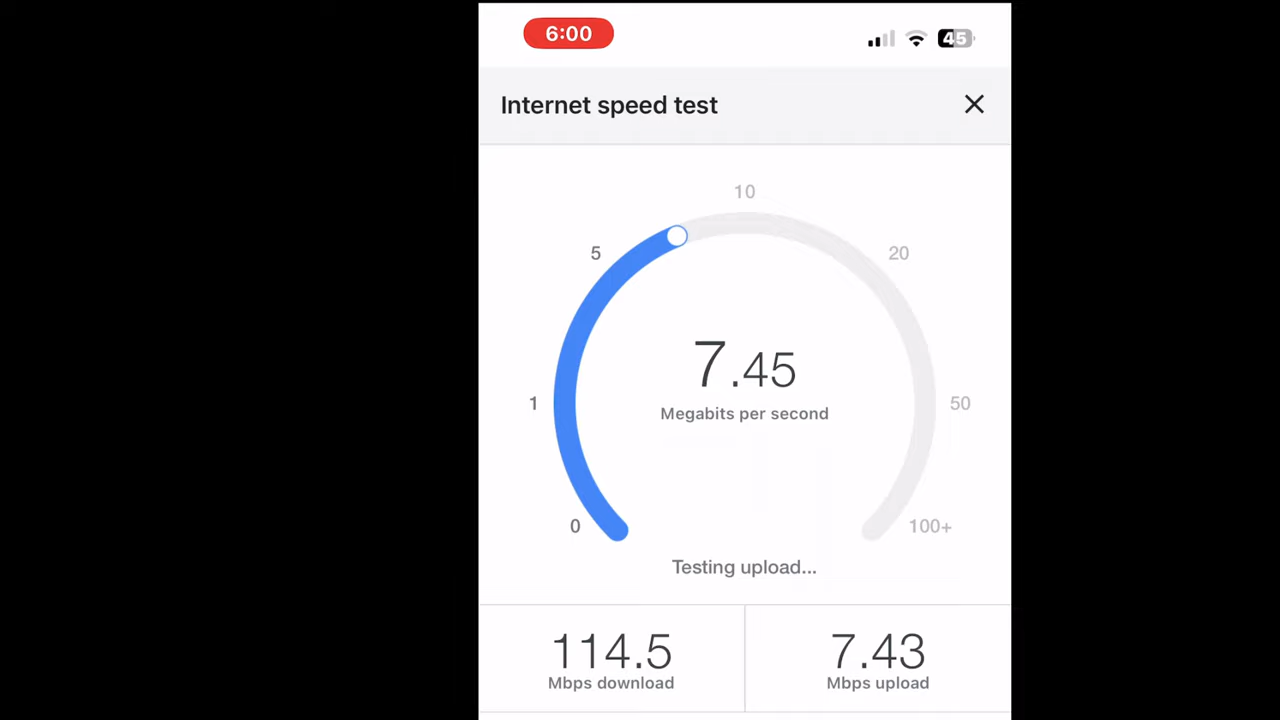 6:00
45
Internet speed test
10
5
20
7.45
Megabits per second
1
50
0
100+
Testing upload...
114.5
Mbps download
7.43
Mbps upload